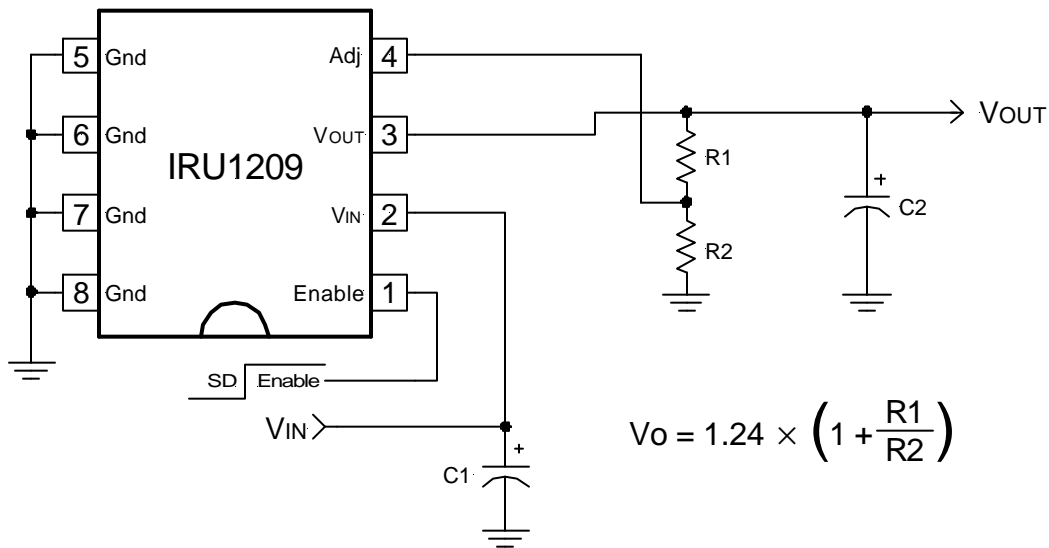 5 Gnd
Adj 4
6 Gnd
VOUT 3
IRU1209
7 Gnd
VIN 2
8 Gnd
Enable 1
VOUT
R1
R2
C2
SD Enable
VIN
C1
+
+
Vo = 1.24 × (1 + R1/R2)